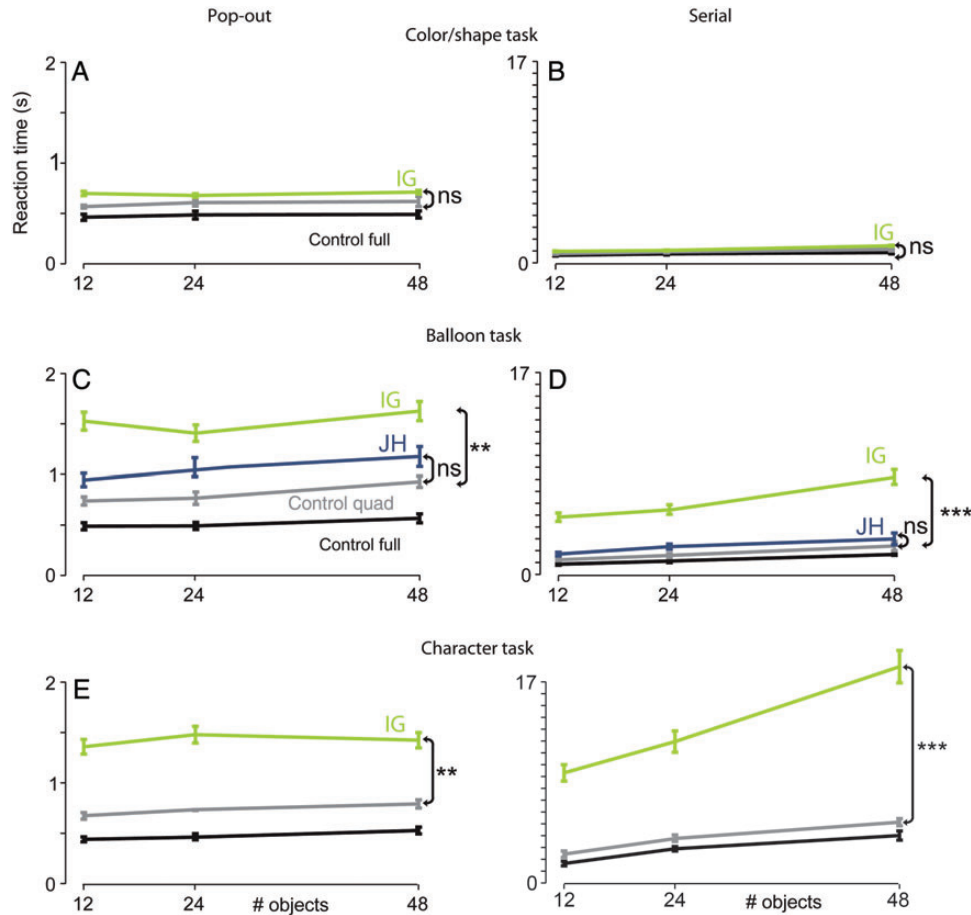 Pop-out Serial
Color/shape task
A
B
Reaction time (s)
2
1
0
IG
ns
Control full
12 24 48
17
0
IG
ns
12 24 48
Balloon task
C
D
2
1
0
IG
JH
ns
**
Control quad
Control full
12 24 48
17
0
IG
JH
ns
***
12 24 48
Character task
E
2
1
0
IG
**
12 24 # objects 48
17
0
***
12 24 # objects 48